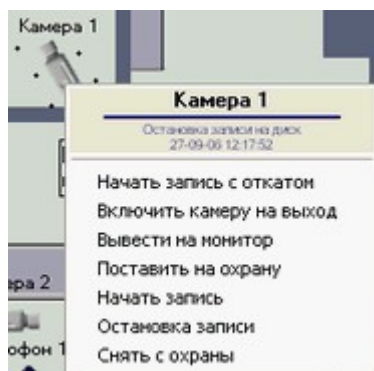 Камера 1
Камера 1
Остановка записи на диск
27-09-06 12:17:52
Начать запись с откатом
Включить камеру на выход
Вывести на монитор
Поставить на охрану
ера 2
Начать запись
Остановка записи
офон 1
Снять с охраны